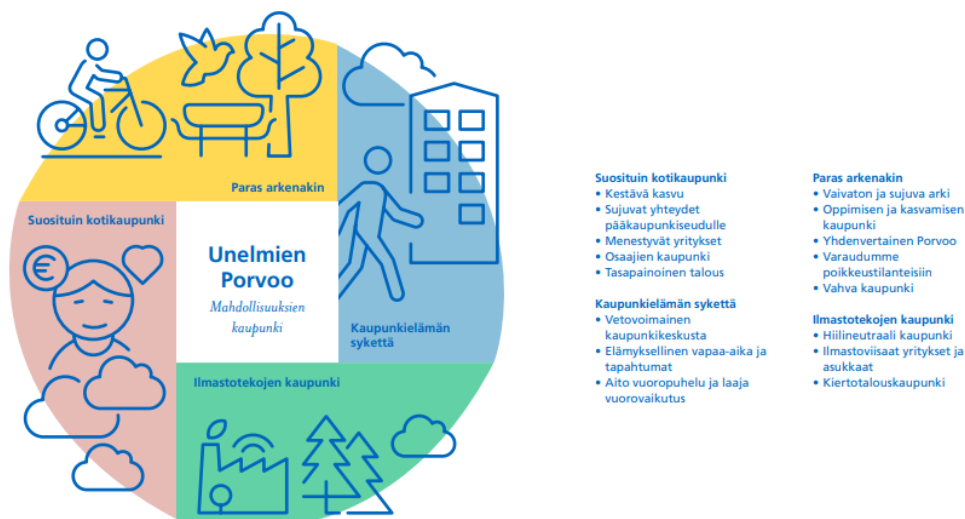 Paras arkenakin
Suosituin kotikaupunki
€
Unelmien
Porvoo
Mahdollisuuksien
kaupunki
Kaupunkielämän
sykettä
Ilmastotekojen kaupunki
Suosituin kotikaupunki
• Kestävä kasvu
• Sujuvat yhteydet
pääkaupunkiseudulle
• Menestyvät yritykset
• Osaajien kaupunki
• Tasapainoinen talous
Kaupunkielämän sykettä
• Vetovoimainen
kaupunkikeskusta
• Elämyksellinen vapaa-aika ja
tapahtumat
• Aito vuoropuhelu ja laaja
vuorovaikutus
Paras arkenakin
• Vaivaton ja sujuva arki
• Oppimisen ja kasvamisen
kaupunki
• Yhdenvertainen Porvoo
• Varaudumme
poikkeustilanteisiin
• Vahva kaupunki
Ilmastotekojen kaupunki
• Hiilineutraali kaupunki
• Ilmastoviisaat yritykset ja
asukkaat
• Kiertotalouskaupunki